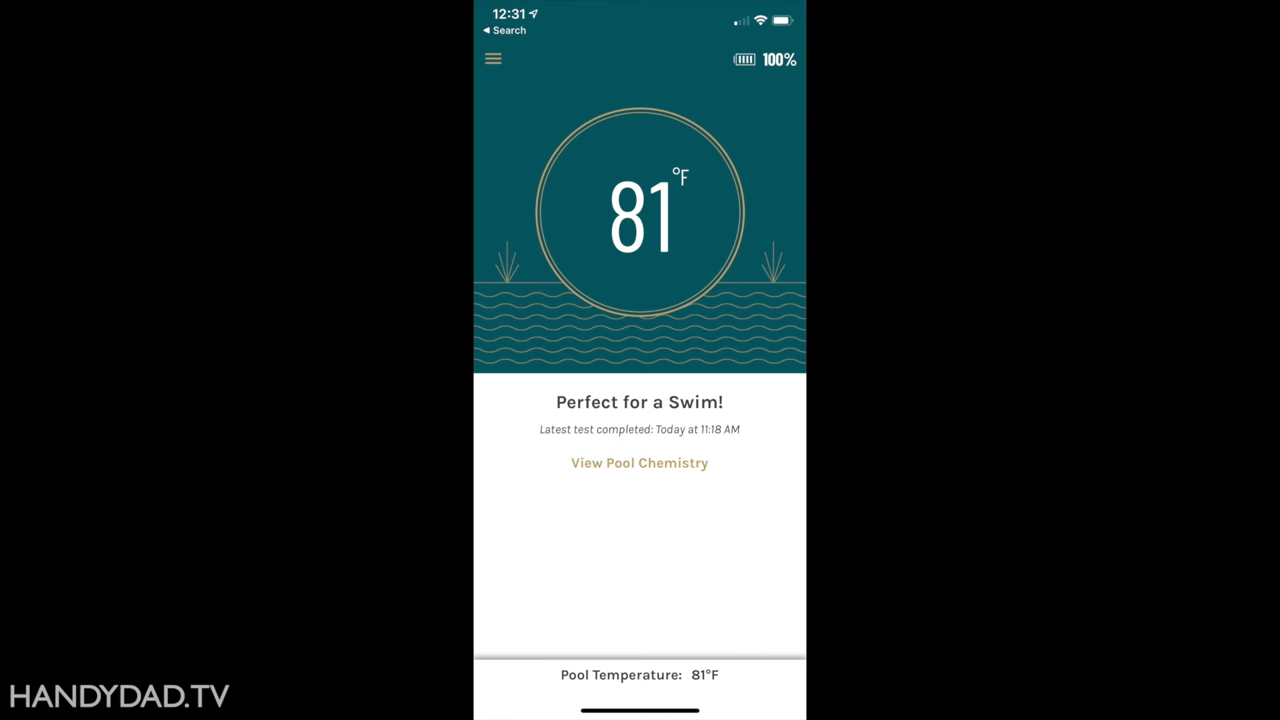 12:31
Search
100%
81°F
Perfect for a Swim!
Latest test completed: Today at 11:18 AM
View Pool Chemistry
Pool Temperature: 81°F
HANDYDAD.TV